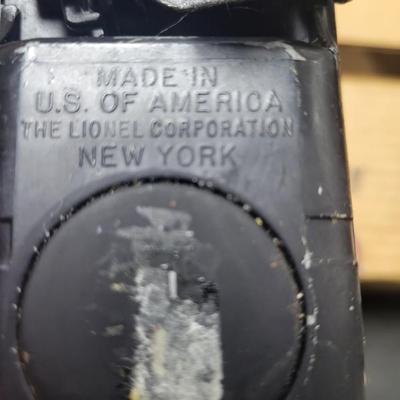 MADE IN
U.S. OF AMERICA
THE LIONEL CORPORATION
NEW YORK